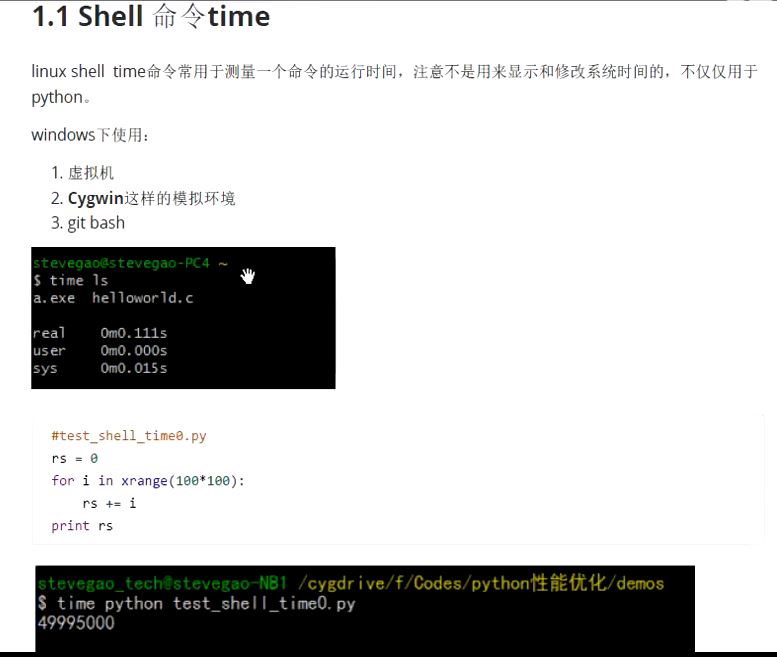 1.1 Shell 命令time
linux shell  time命令常用于测量一个命令的运行时间，注意不是用来显示和修改系统时间的，不仅仅用于
python。
windows下使用：
1. 虚拟机
2. Cygwin这样的模拟环境
3. git bash
stevegao@stevegao-PC4 ~
$ time ls
a.exe  helloworld.c
real    0m0.111s
user    0m0.000s
sys     0m0.015s
#test_shell_time0.py
rs = 0
for i in xrange(100*100):
    rs += i
print rs
stevegao_tech@stevegao-NB1 /cygdrive/f/Codes/python性能优化/demos
$ time python test_shell_time0.py
49995000